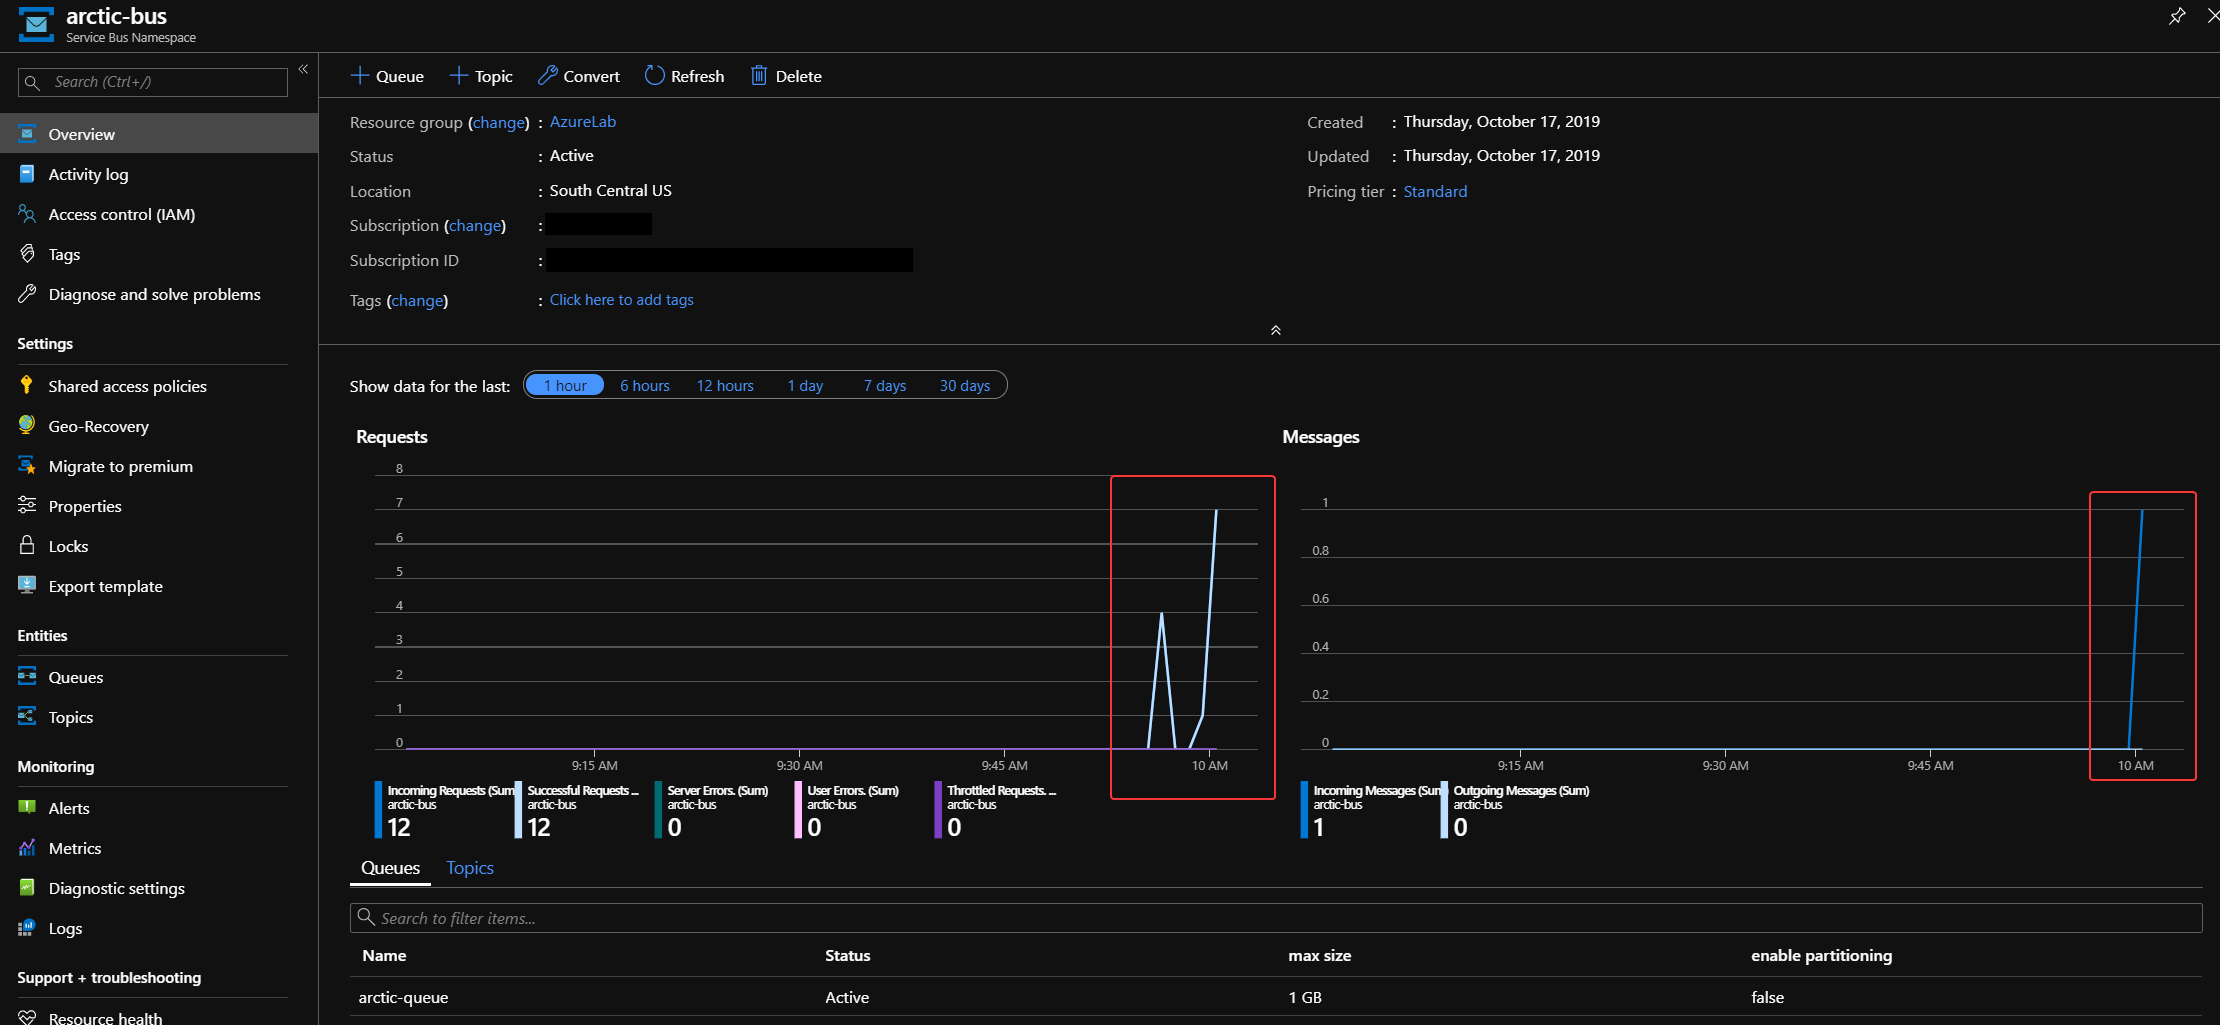 arctic-bus
Service Bus Namespace
Search (Ctrl+/)
Overview
Activity log
Access control (IAM)
Tags
Diagnose and solve problems
Settings
Shared access policies
Geo-Recovery
Migrate to premium
Properties
Locks
Export template
Entities
Queues
Topics
Monitoring
Alerts
Metrics
Diagnostic settings
Logs
Support + troubleshooting
Resource health
Queue Topic Convert Refresh Delete
Resource group (change) : AzureLab
Status : Active
Location : South Central US
Subscription (change) :
Subscription ID :
Tags (change) : Click here to add tags
Created : Thursday, October 17, 2019
Updated : Thursday, October 17, 2019
Pricing tier : Standard
Show data for the last: 1 hour 6 hours 12 hours 1 day 7 days 30 days
Requests
8
7
6
5
4
3
2
1
0
9:15 AM 9:30 AM 9:45 AM 10 AM
Incoming Requests (Sum
arctic-bus
12
Successful Requests ...
arctic-bus
12
Server Errors. (Sum)
arctic-bus
0
User Errors. (Sum)
arctic-bus
0
Throttled Requests. ...
arctic-bus
0
Messages
1
0.8
0.6
0.4
0.2
0
9:15 AM 9:30 AM 9:45 AM 10 AM
Incoming Messages (Sum
arctic-bus
1
Outgoing Messages (Sum)
arctic-bus
0
Queues Topics
Search to filter items...
Name Status max size enable partitioning
arctic-queue Active 1 GB false